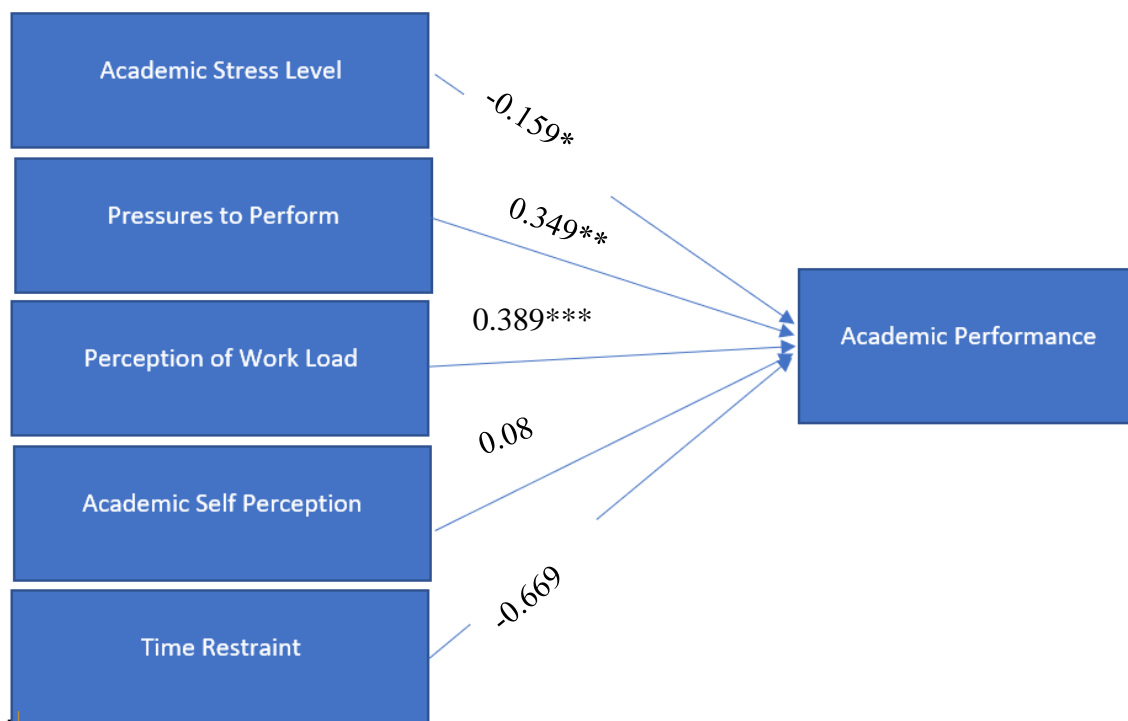 Academic Stress Level
-0.159*
Pressures to Perform
0.349**
Perception of Work Load
0.389***
Academic Performance
Academic Self Perception
0.08
Time Restraint
-0.669